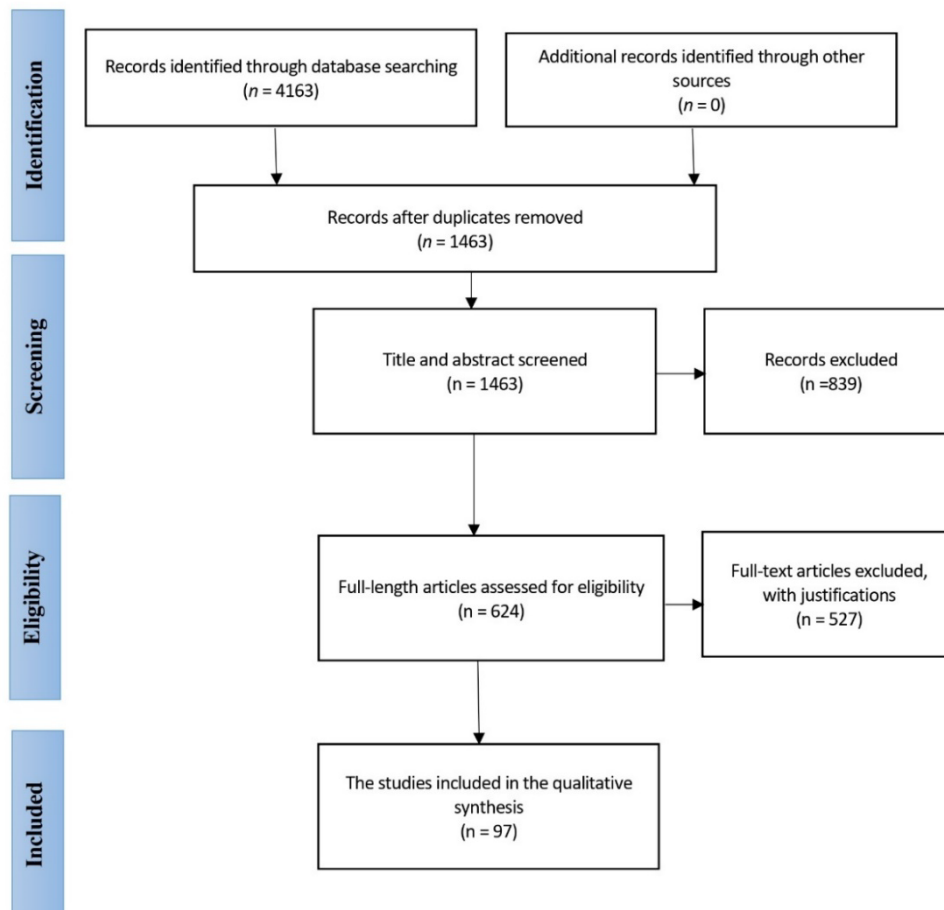 Identification
Records identified through database searching
(n = 4163)
Additional records identified through other
sources
(n = 0)
Records after duplicates removed
(n = 1463)
Screening
Title and abstract screened
(n = 1463)
Records excluded
(n =839)
Eligibility
Full-length articles assessed for eligibility
(n = 624)
Full-text articles excluded,
with justifications
(n = 527)
Included
The studies included in the qualitative
synthesis
(n = 97)